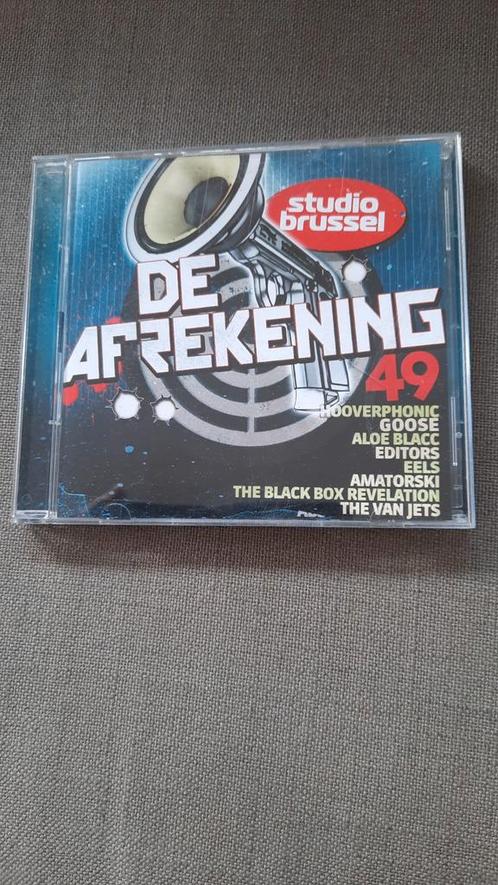 studio
brussel
DE
AFREKENING
49
HOOVERPHONIC
GOOSE
ALOE BLACC
EDITORS
EELS
AMATORSKI
THE BLACK BOX REVELATION
THE VAN JETS